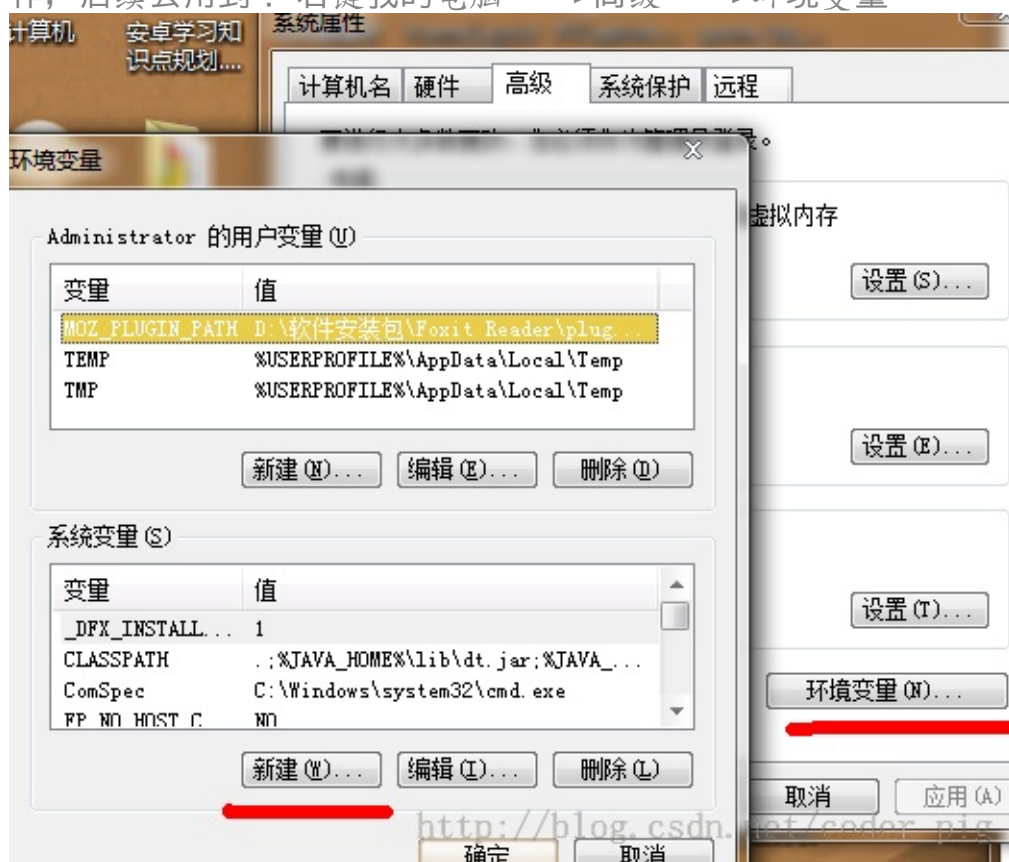 计算机
安卓学习知
识点规划....
系统属性
计算机名 硬件 高级 系统保护 远程
环境变量
虚拟内存
设置(S)...
设置(E)...
设置(T)...
环境变量(N)...
取消 应用(A)
Administrator 的用户变量(U)
变量 值
MOZ_PLUGIN_PATH D:\软件安装包\Foxit Reader\plug...
TEMP %USERPROFILE%\AppData\Local\Temp
TMP %USERPROFILE%\AppData\Local\Temp
新建(N)... 编辑(E)... 删除(D)
系统变量(S)
变量 值
_DFX_INSTALL... 1
CLASSPATH .;%JAVA_HOME%\lib\dt.jar;%JAVA_...
ComSpec C:\Windows\system32\cmd.exe
FP_NO_HOST_C... NO
新建(W)... 编辑(I)... 删除(L)
确定 取消
http://blog.csdn.net/coder_pig